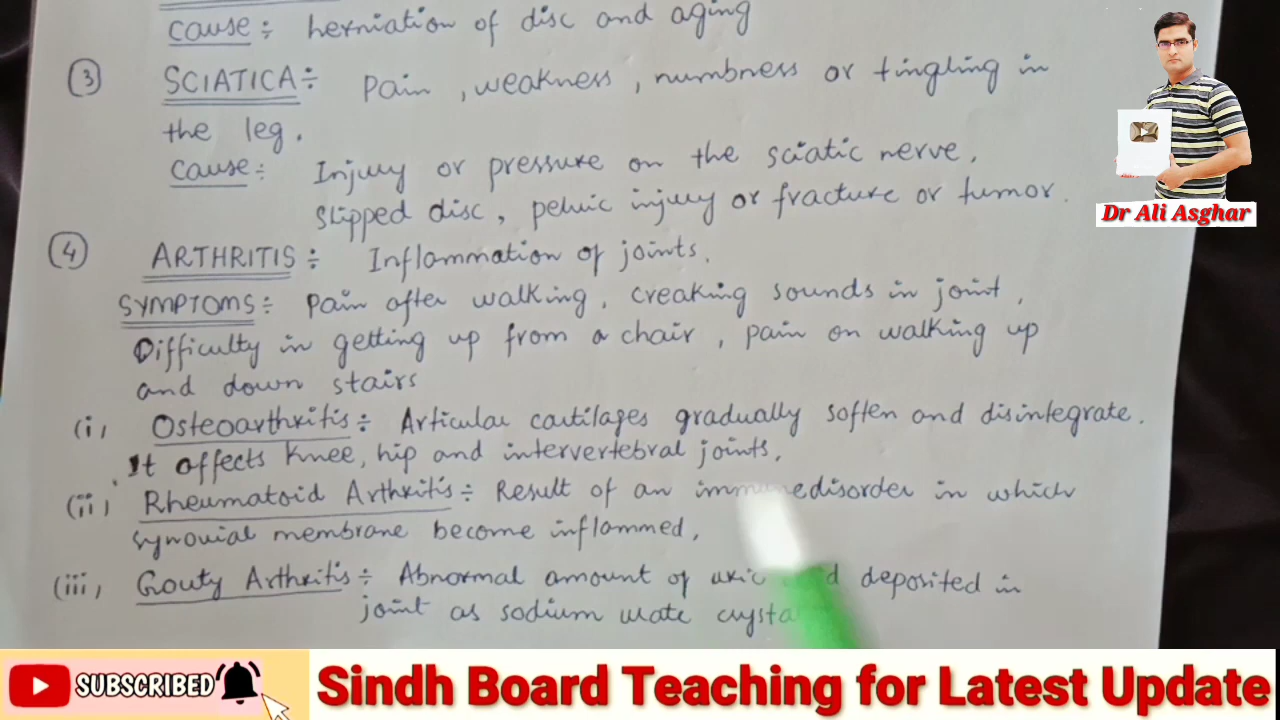 cause ÷ herniation of disc and aging
③ SCIATICA ÷ Pain, weakness, numbness or tingling in
the leg.
cause ÷ Injury or pressure on the sciatic nerve.
slipped disc, pelvic injury or fracture or tumor.
④ ARTHRITIS ÷ Inflammation of joints.
SYMPTOMS ÷ Pain after walking, creaking sounds in joint,
Difficulty in getting up from a chair, pain on walking up
and down stairs
(i) Osteoarthritis ÷ Articular cartilages gradually soften and disintegrate.
It affects knee, hip and intervertebral joints.
(ii) Rheumatoid Arthritis ÷ Result of an immune disorder in which
synovial membrane become inflammed.
(iii) Gouty Arthritis ÷ Abnormal amount of uric deposited in
joint as sodium urate
Dr Ali Asghar
SUBSCRIBED
Sindh Board Teaching for Latest Update